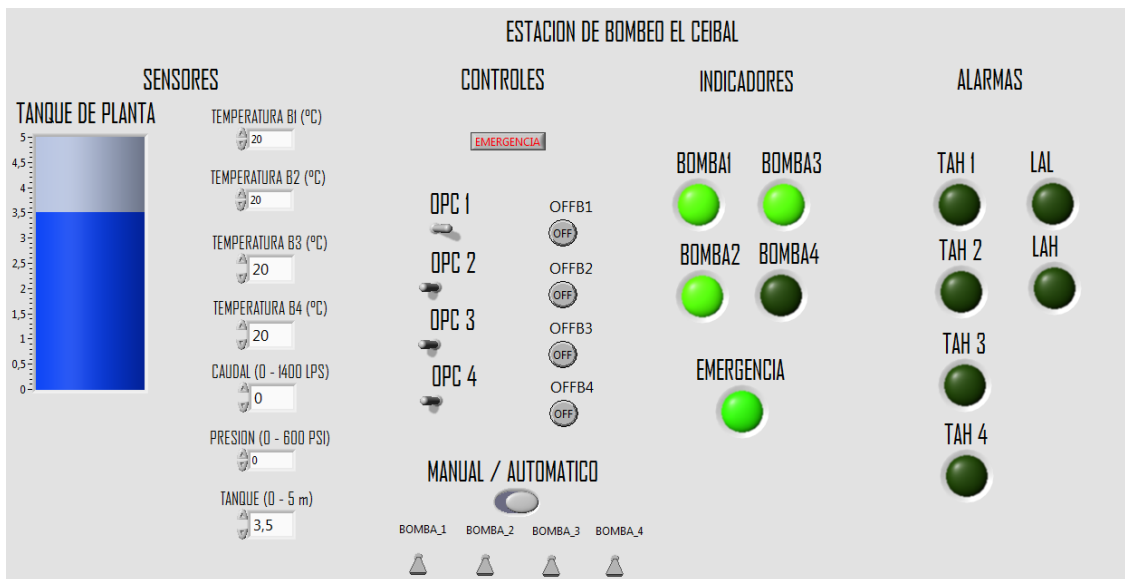 ESTACION DE BOMBEO EL CEIBAL
SENSORES
TANQUE DE PLANTA
5
4,5
4
3,5
3
2,5
2
1,5
1
0,5
0
TEMPERATURA B1 (ºC)
20
TEMPERATURA B2 (ºC)
20
TEMPERATURA B3 (ºC)
20
TEMPERATURA B4 (ºC)
20
CAUDAL (0 - 1400 LPS)
0
PRESION (0 - 600 PSI)
0
TANQUE (0 - 5 m)
3,5
CONTROLES
EMERGENCIA
OPC 1
OFFB1
OFF
OPC 2
OFFB2
OFF
OPC 3
OFFB3
OFF
OPC 4
OFFB4
OFF
MANUAL / AUTOMATICO
BOMBA_1 BOMBA_2 BOMBA_3 BOMBA_4
INDICADORES
BOMBA1 BOMBA3
BOMBA2 BOMBA4
EMERGENCIA
ALARMAS
TAH 1 LAL
TAH 2 LAH
TAH 3
TAH 4